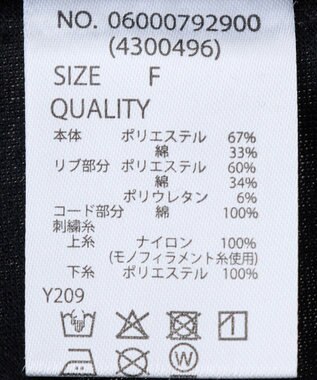 NO. 06000792900
(4300496)
SIZE F
QUALITY
本体 ポリエステル 67%
綿 33%
リブ部分 ポリエステル 60%
綿 34%
ポリウレタン 6%
コード部分 綿 100%
刺繍糸
上糸 ナイロン 100%
(モノフィラメント糸使用)
下糸 ポリエステル 100%
Y209
W